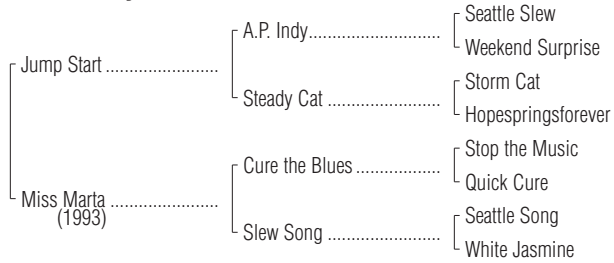 Seattle Slew
A.P. Indy..............................
Weekend Surprise
Jump Start .........................
Storm Cat
Steady Cat .........................
Hopespringsforever
Stop the Music
Cure the Blues ...................
Quick Cure
Miss Marta ........................
(1993)
Seattle Song
Slew Song .........................
White Jasmine